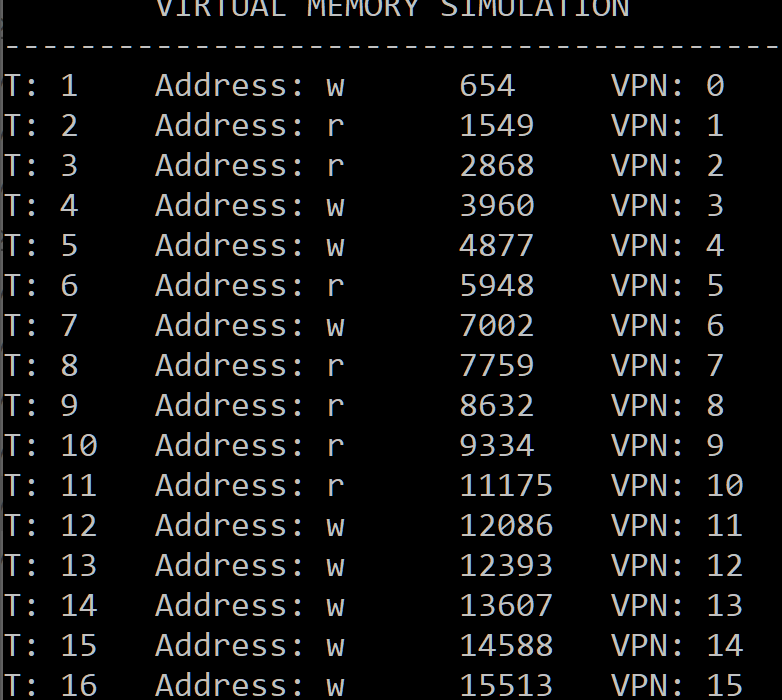 VIRTUAL MEMORY SIMULATION
-----------------------------------------
T: 1 Address: w 654 VPN: 0
T: 2 Address: r 1549 VPN: 1
T: 3 Address: r 2868 VPN: 2
T: 4 Address: w 3960 VPN: 3
T: 5 Address: w 4877 VPN: 4
T: 6 Address: r 5948 VPN: 5
T: 7 Address: w 7002 VPN: 6
T: 8 Address: r 7759 VPN: 7
T: 9 Address: r 8632 VPN: 8
T: 10 Address: r 9334 VPN: 9
T: 11 Address: r 11175 VPN: 10
T: 12 Address: w 12086 VPN: 11
T: 13 Address: w 12393 VPN: 12
T: 14 Address: w 13607 VPN: 13
T: 15 Address: w 14588 VPN: 14
T: 16 Address: w 15513 VPN: 15